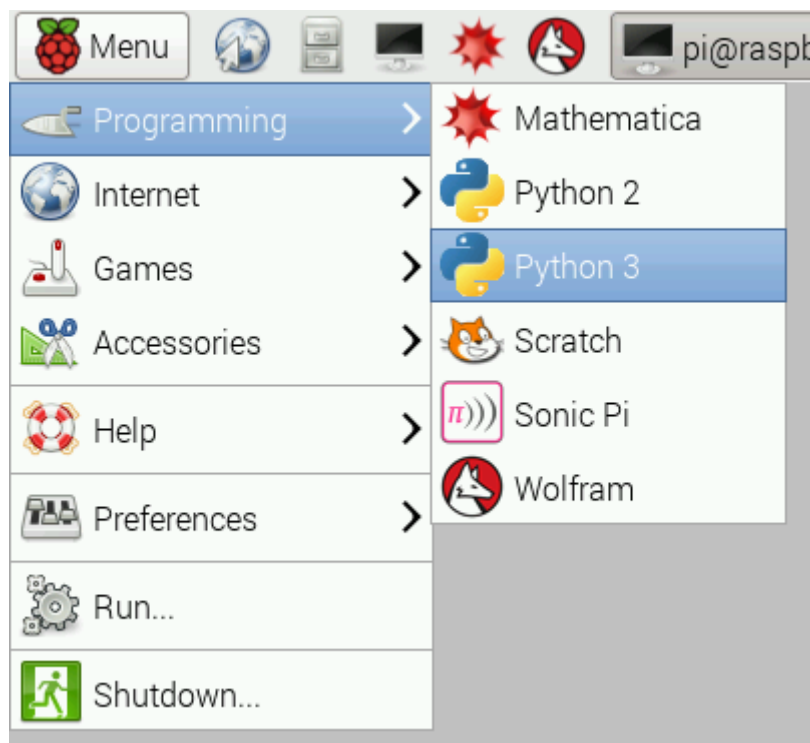 Menu
pi@raspb
Programming
Internet
Games
Accessories
Help
Preferences
Run...
Shutdown...
Mathematica
Python 2
Python 3
Scratch
π)))
Sonic Pi
Wolfram